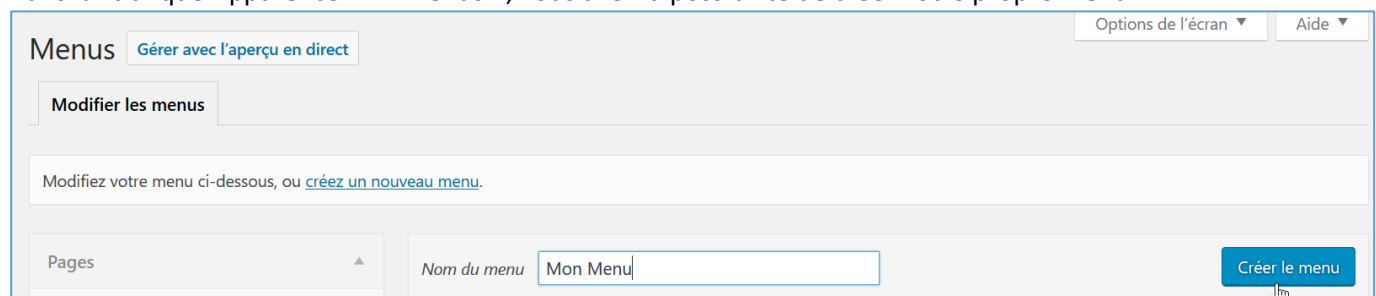 Options de l'écran ▼ Aide ▼
Menus Gérer avec l'aperçu en direct
Modifier les menus
Modifiez votre menu ci-dessous, ou créez un nouveau menu.
Pages ▲
Nom du menu Mon Menu Créer le menu